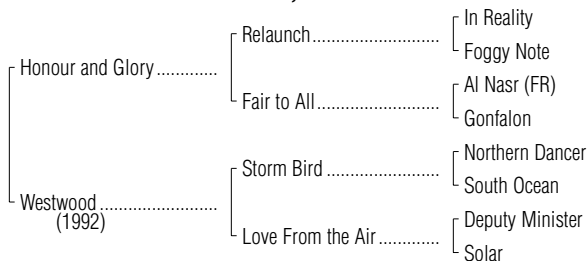 In Reality
Relaunch..................................
Foggy Note
Honour and Glory .............
Al Nasr (FR)
Fair to All.................................
Gonfalon
Northern Dancer
Storm Bird ..............................
South Ocean
Westwood .........................
(1992)
Deputy Minister
Love From the Air................
Solar